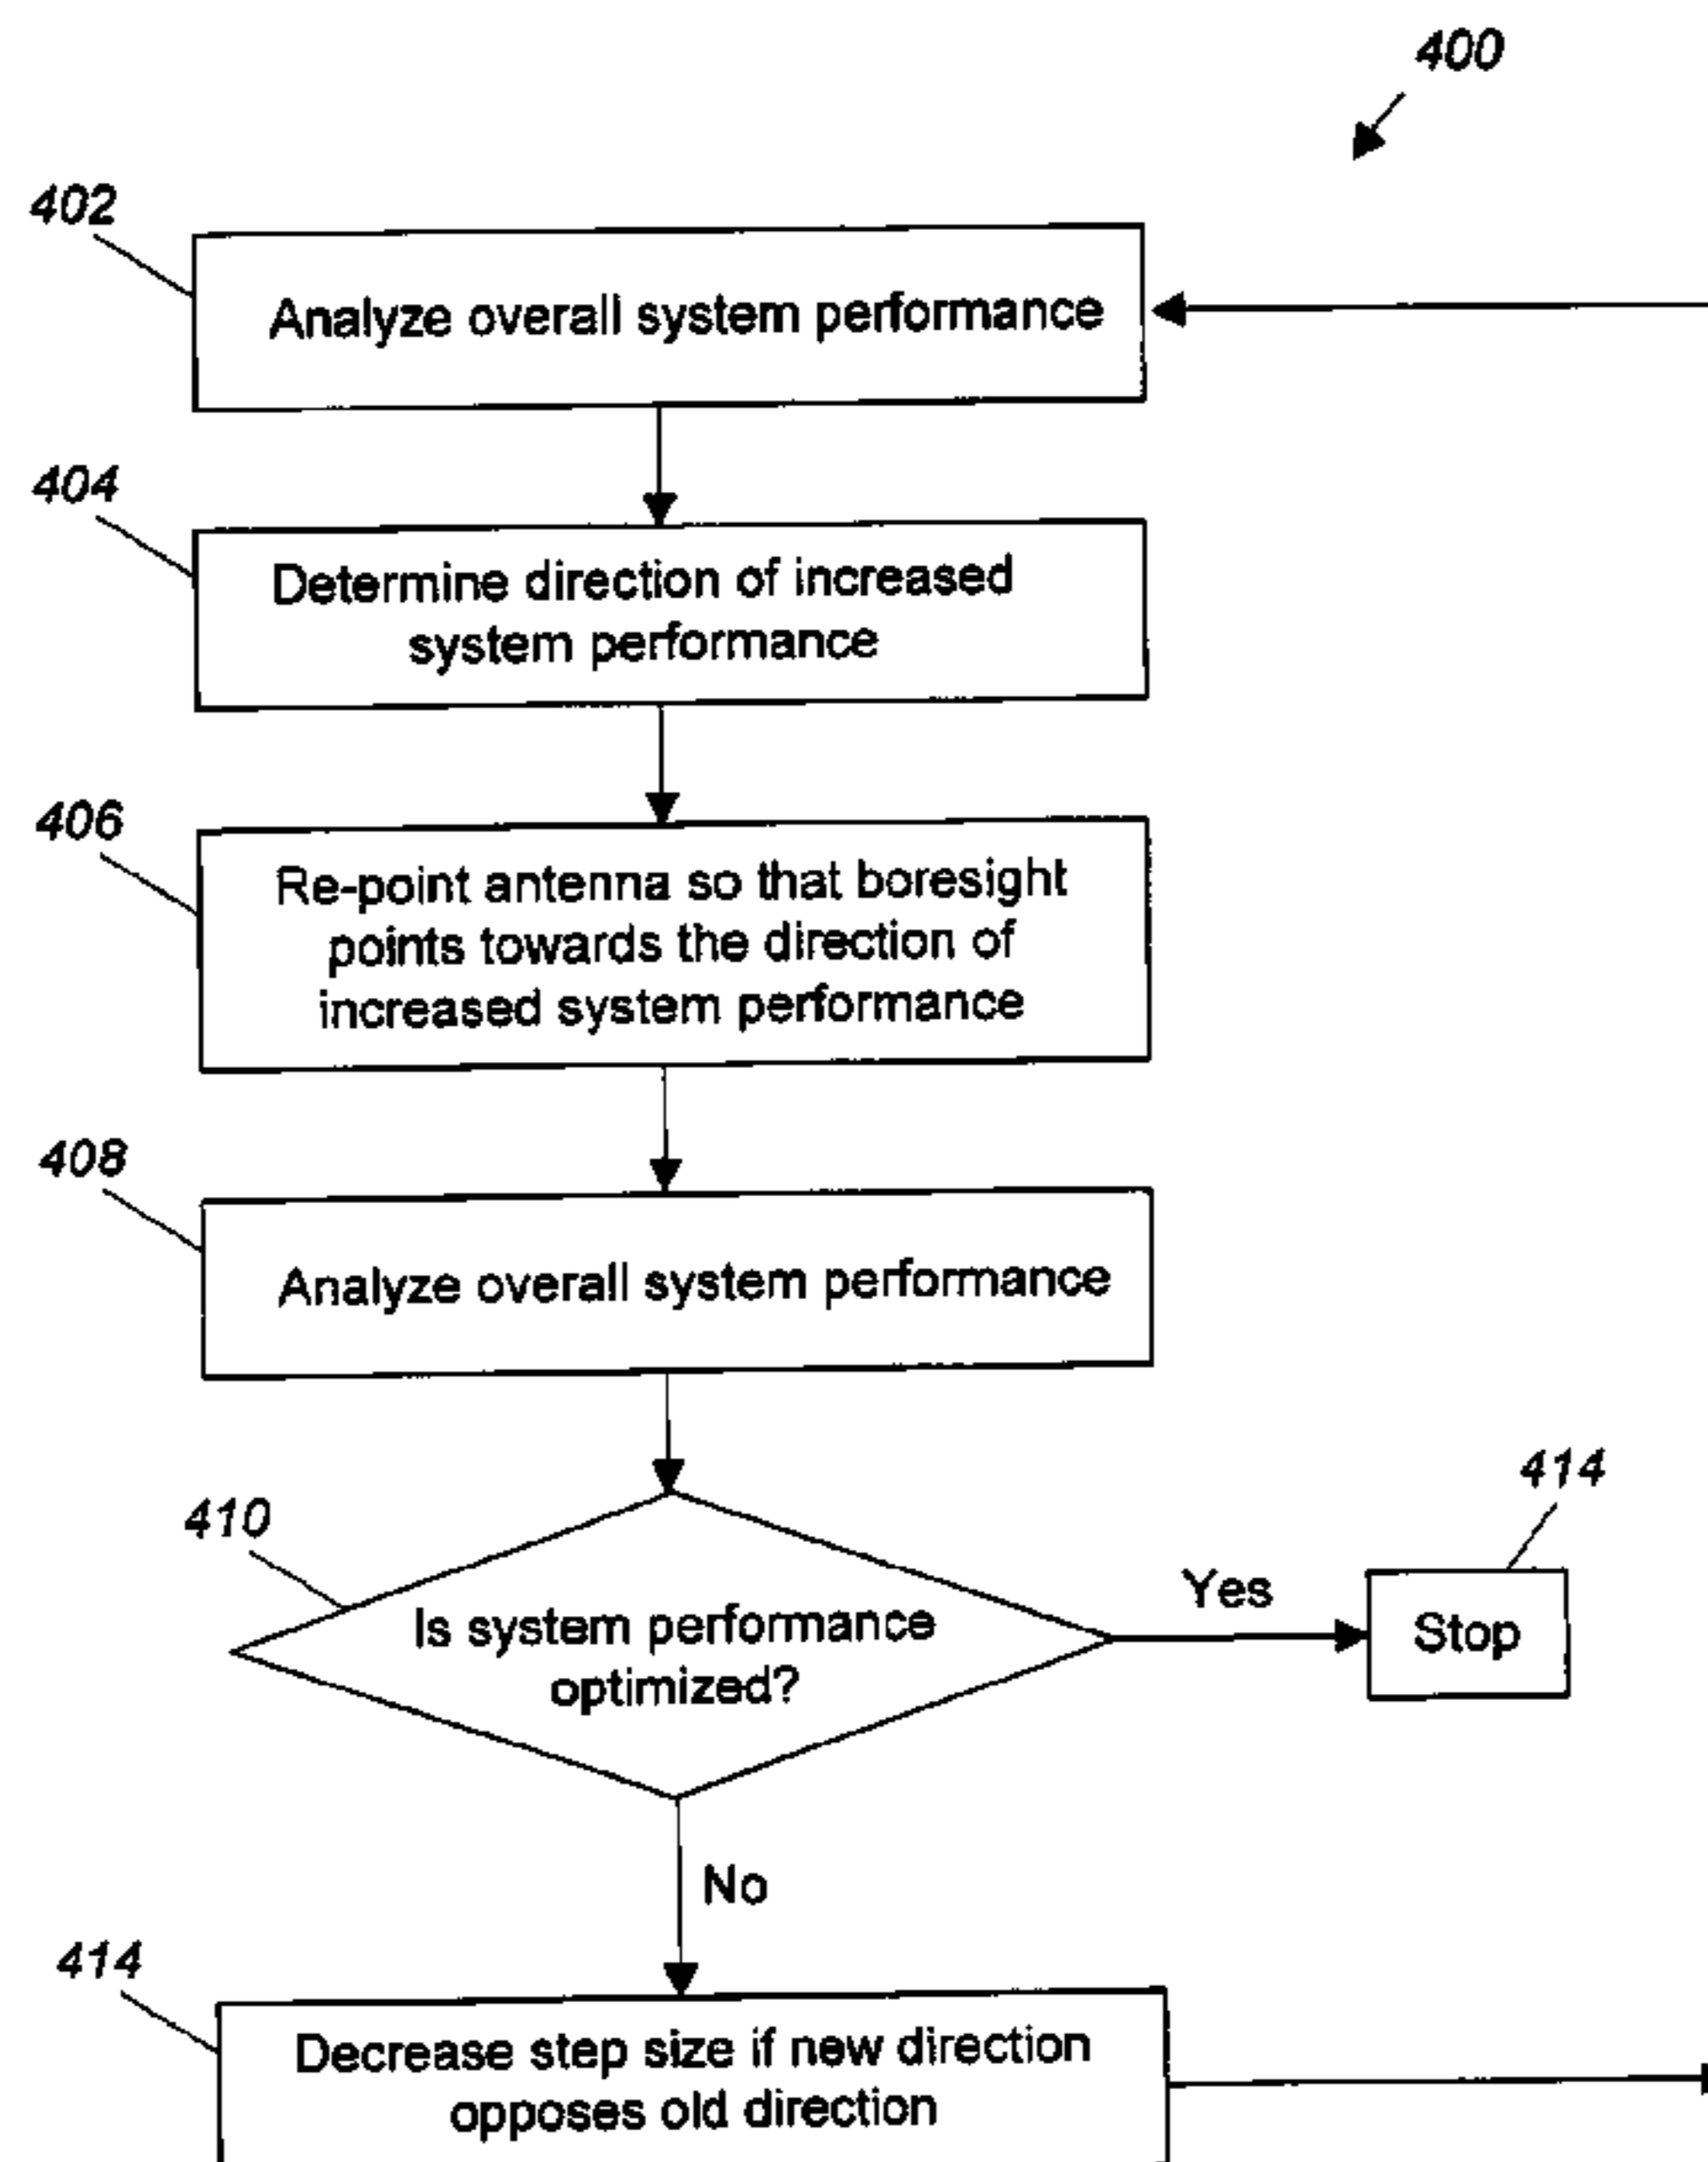 400
402
Analyze overall system performance
404
Determine direction of increased
system performance
406
Re-point antenna so that boresight
points towards the direction of
increased system performance
408
Analyze overall system performance
410
Is system performance
optimized?
Yes
414
Stop
No
414
Decrease step size if new direction
opposes old direction